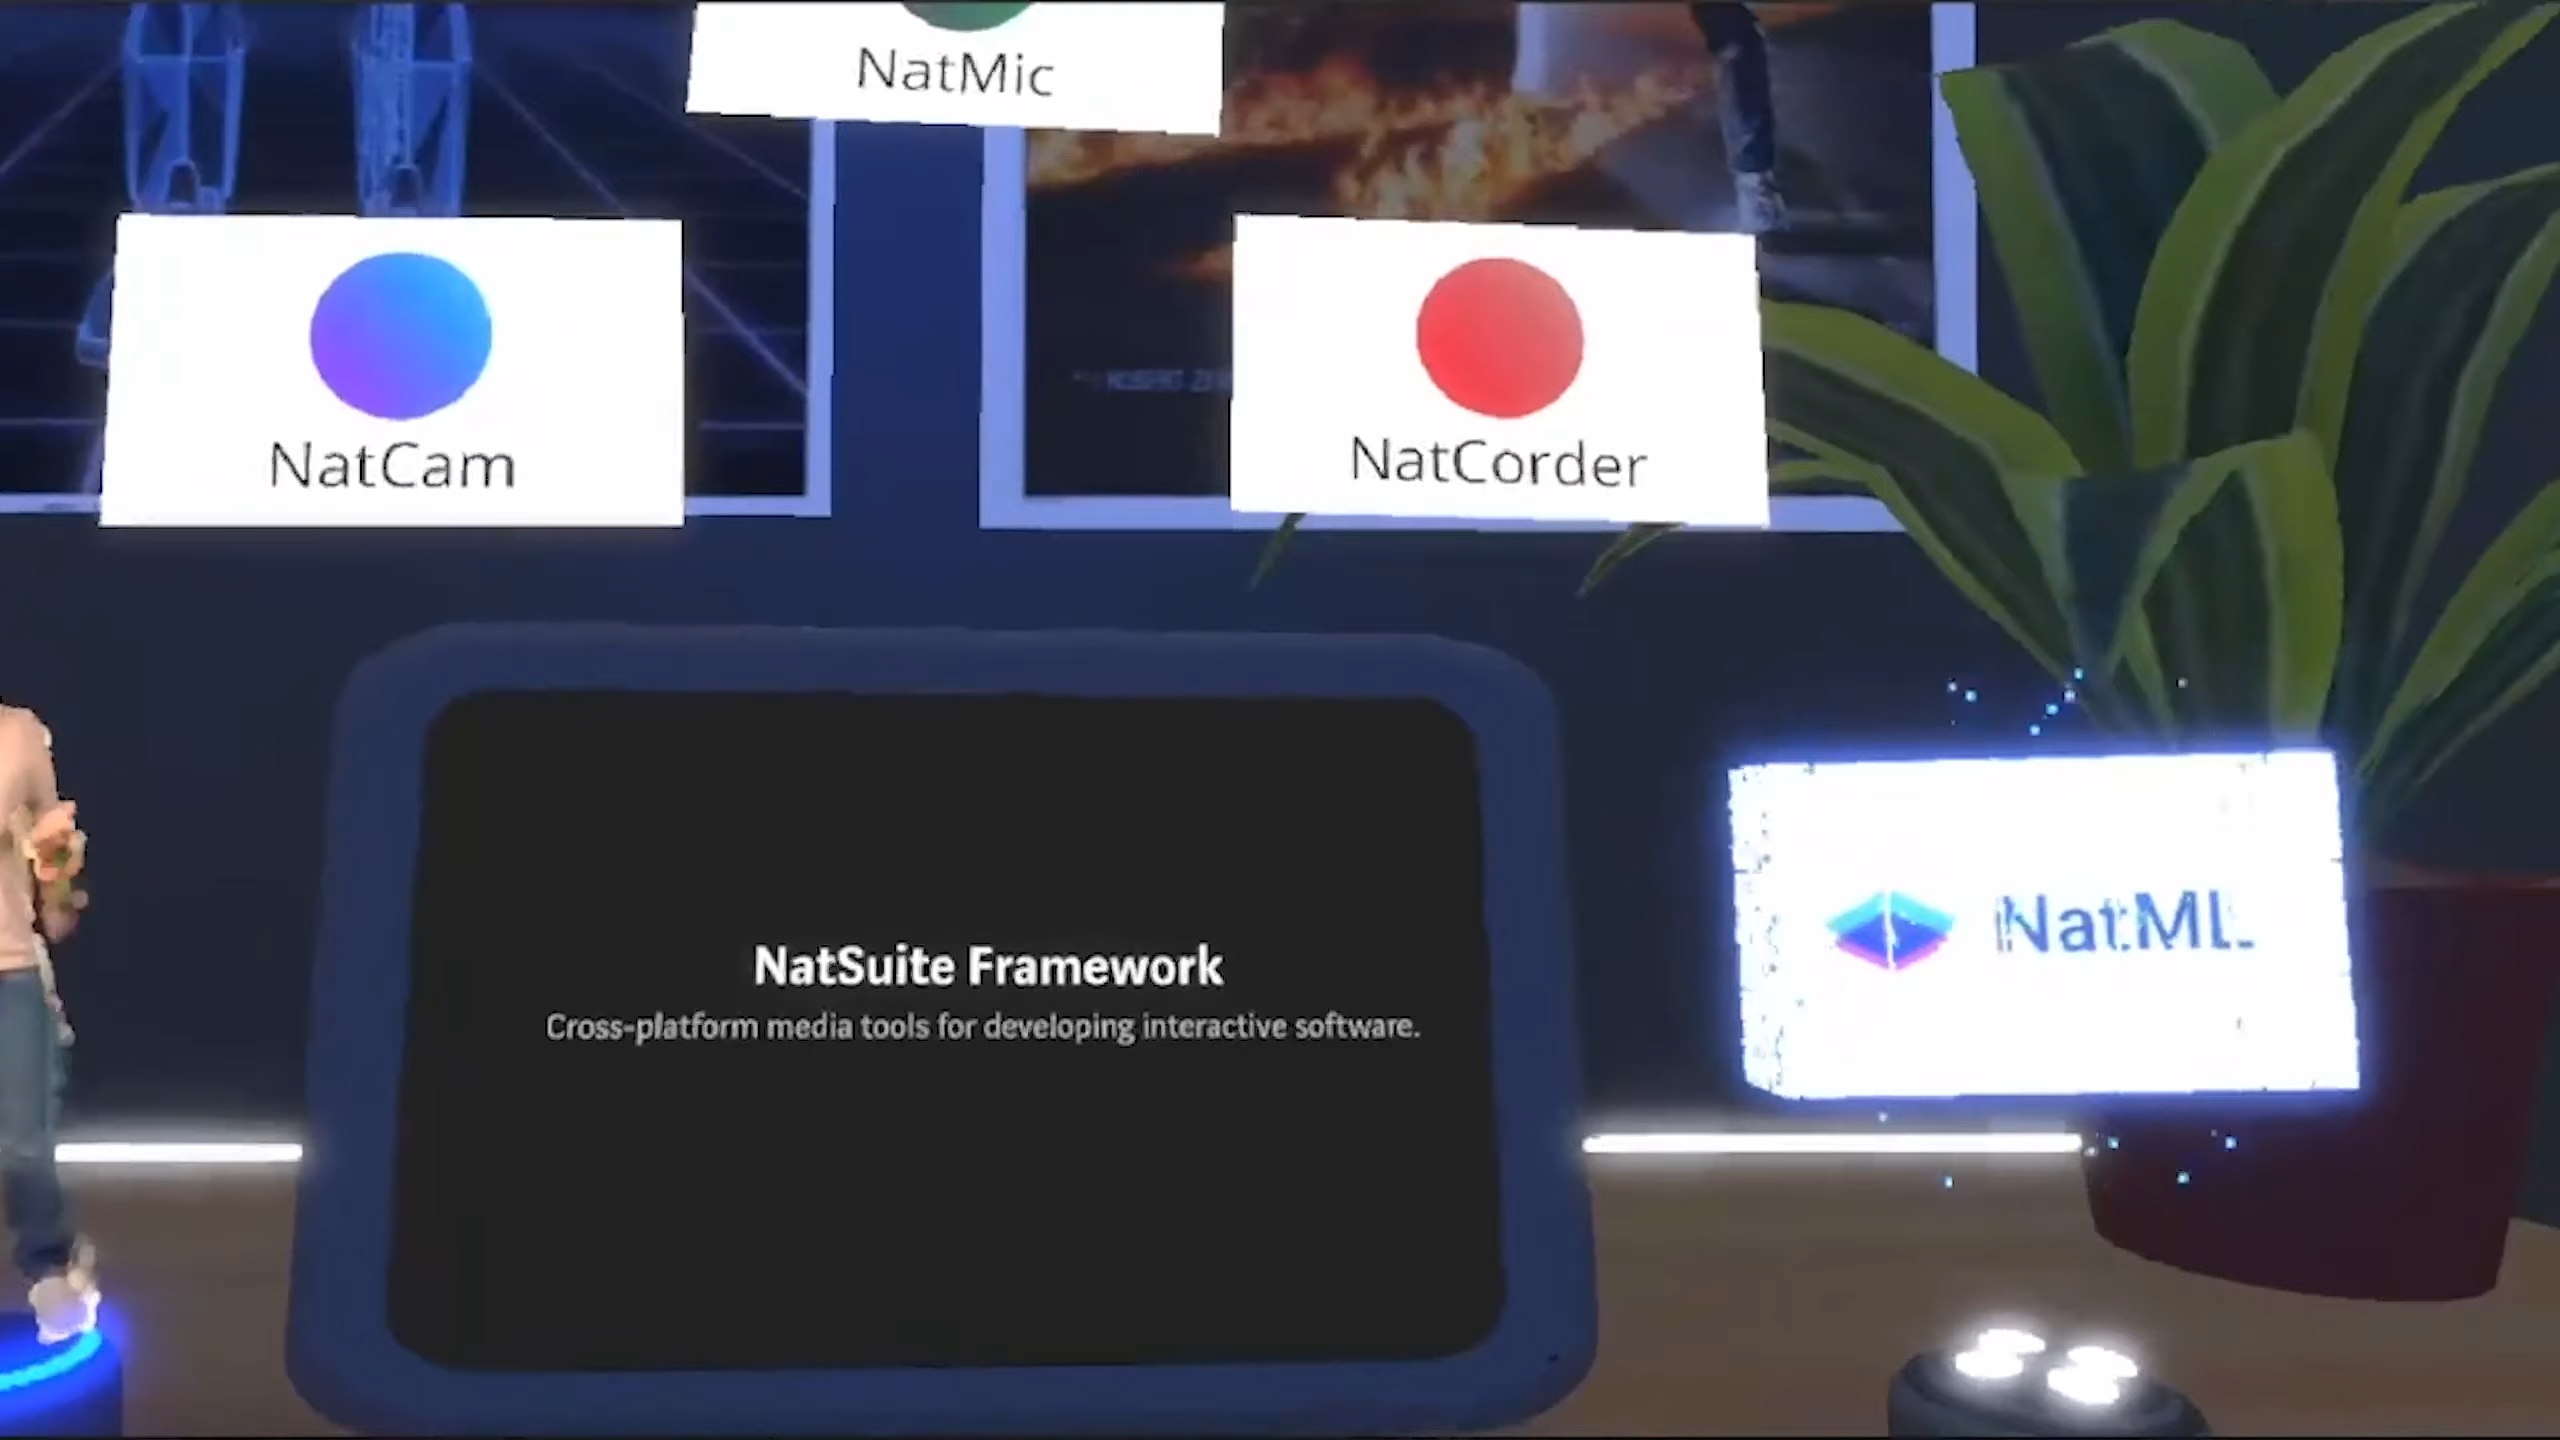 NatMic
NatCam
NatCorder
NatSuite Framework
Cross-platform media tools for developing interactive software.
NatML